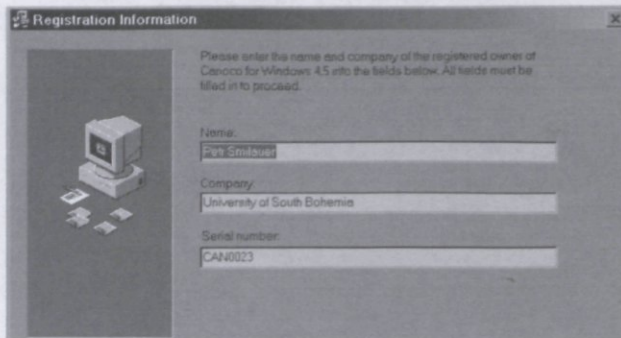 Registration Information
Please enter the name and company of the registered owner of
Canoco for Windows 4.5 into the fields below. All fields must be
filled in to proceed.
Name:
Petr Smilauer
Company:
University of South Bohemia
Serial number:
CAN0023